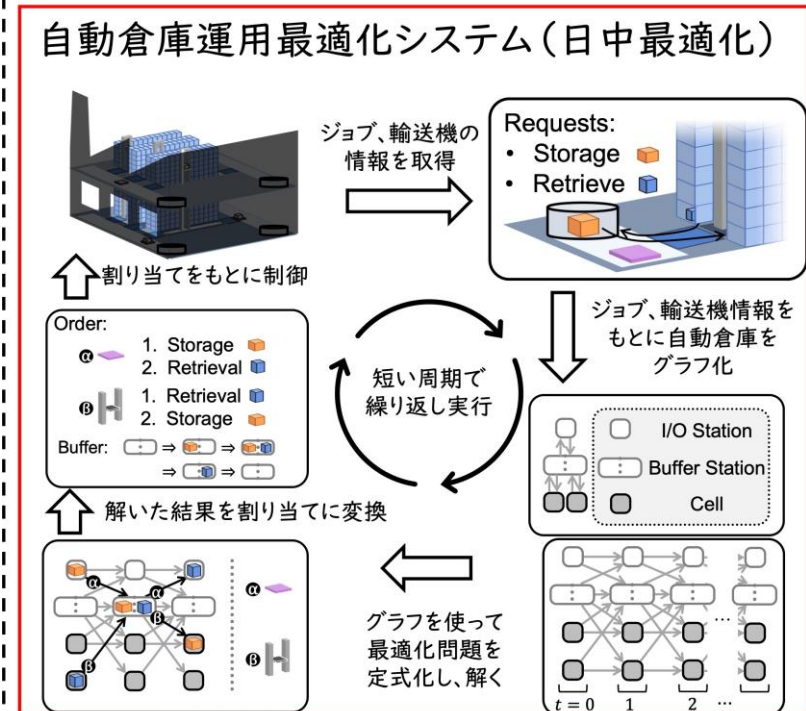 自動倉庫運用最適化システム(日中最適化)
ジョブ、輸送機の
情報を取得
Requests:
• Storage
• Retrieve
割り当てをもとに制御
ジョブ、輸送機情報を
もとに自動倉庫を
グラフ化
Order:
α
1. Storage
2. Retrieval
β
1. Retrieval
2. Storage
Buffer: ⇒ ⇒
⇒ ⇒
短い周期で
繰り返し実行
I/O Station
Buffer Station
Cell
解いた結果を割り当てに変換
α α α
β β β
グラフを使って
最適化問題を
定式化し、解く
...
...
t = 0 1 2 ...